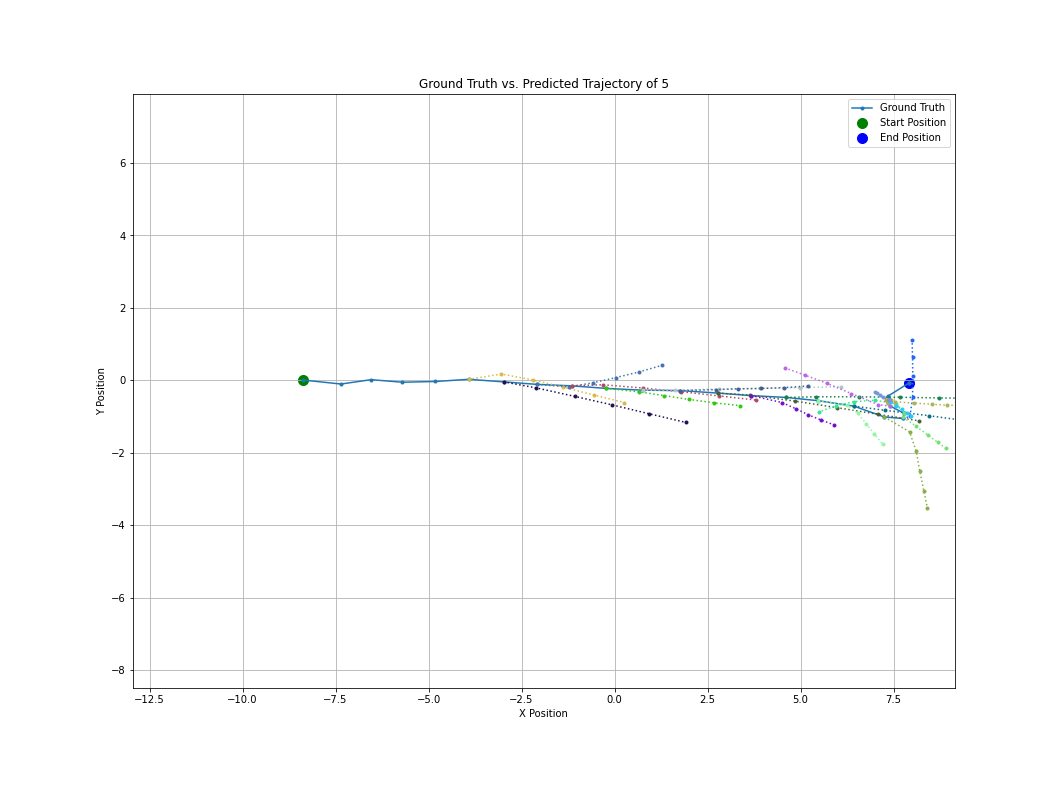 Ground Truth vs. Predicted Trajectory of 5
Ground Truth
Start Position
End Position
6
4
2
0
−2
−4
−6
−8
Y Position
−12.5 −10.0 −7.5 −5.0 −2.5 0.0 2.5 5.0 7.5
X Position